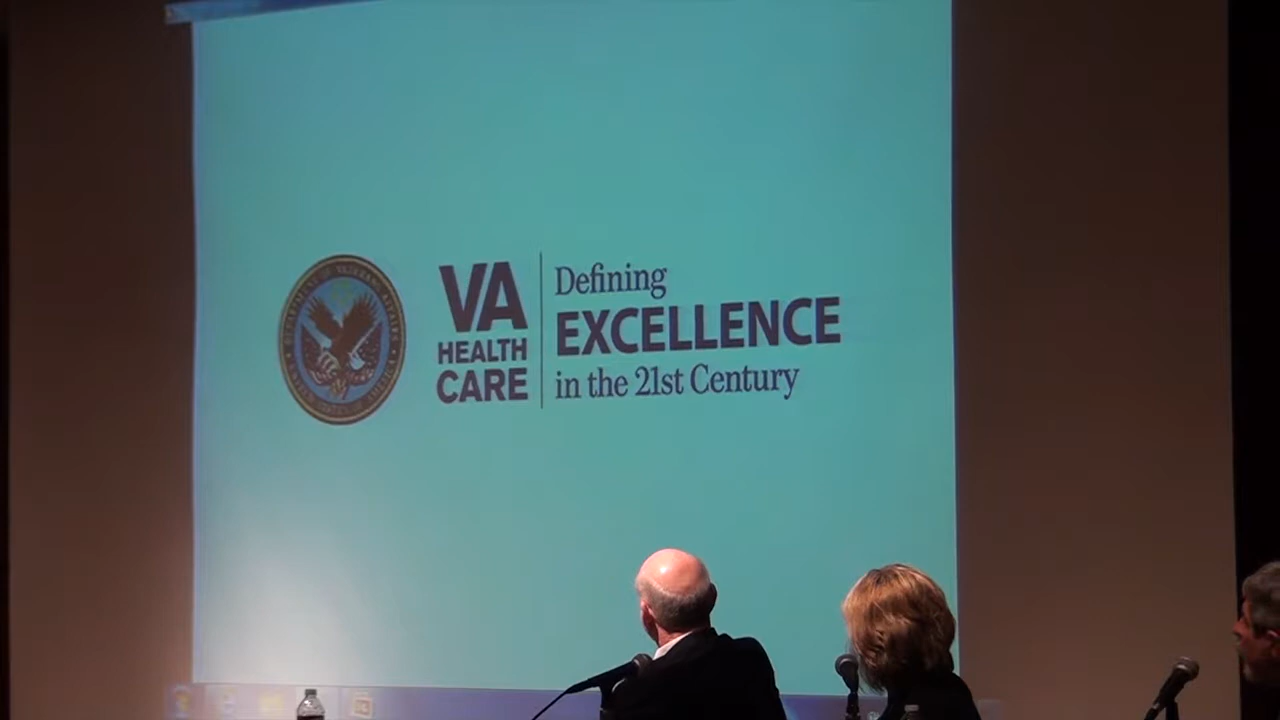 VA
HEALTH
CARE
Defining
EXCELLENCE
in the 21st Century